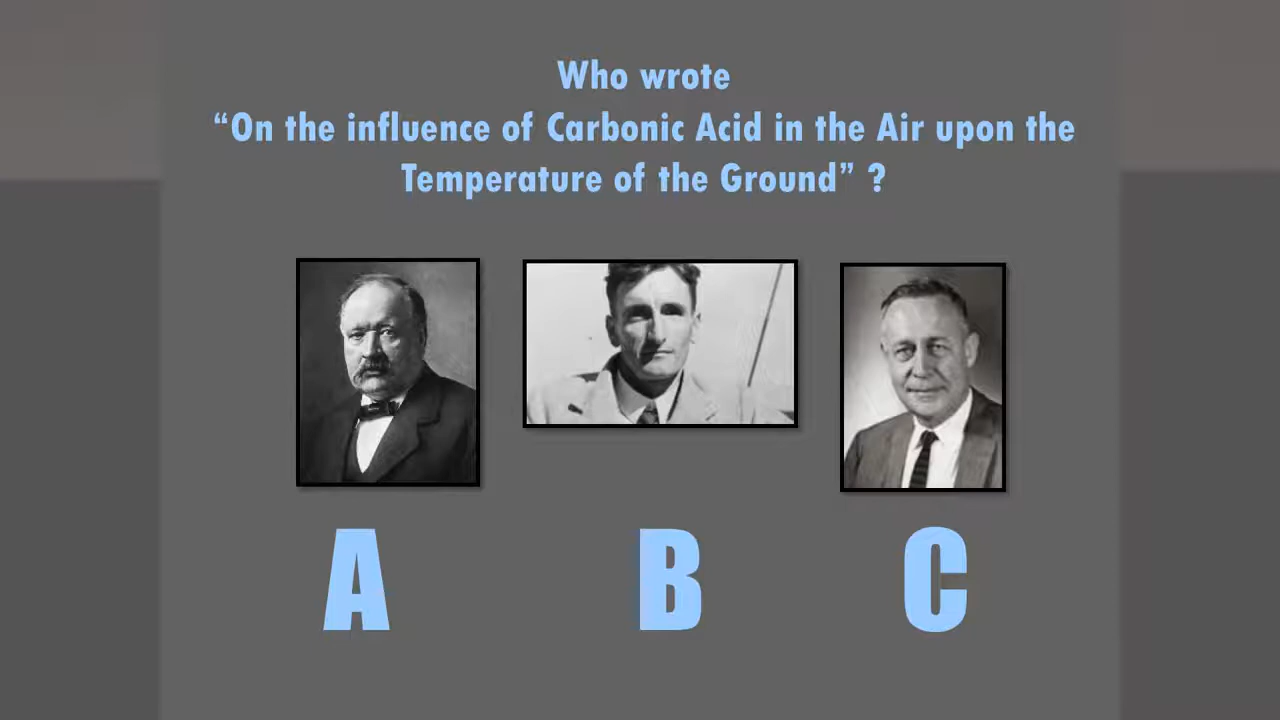 Who wrote
“On the influence of Carbonic Acid in the Air upon the
Temperature of the Ground” ?
A B C